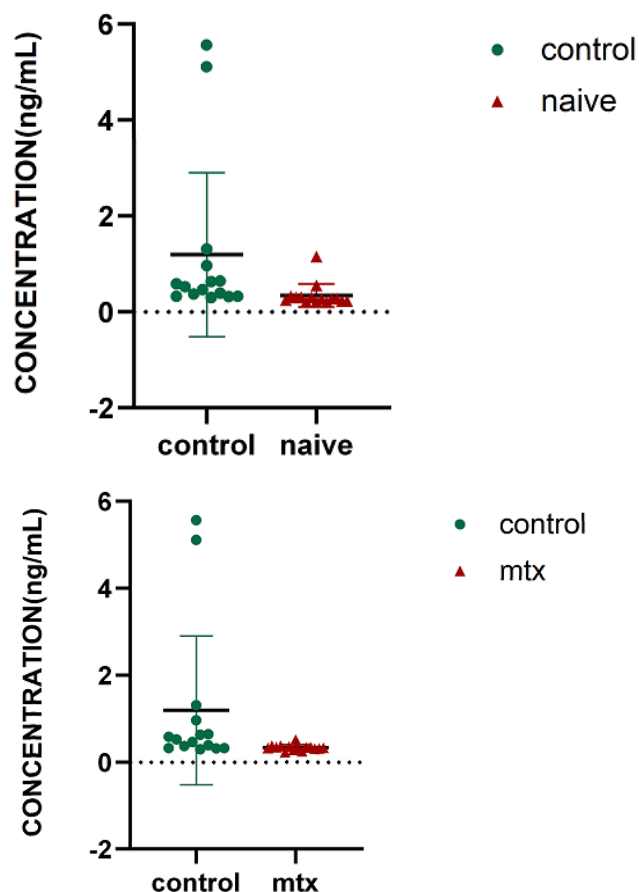 CONCENTRATION(ng/mL)
6
4
2
0
-2
control
naive
control
naive
CONCENTRATION(ng/mL)
6
4
2
0
-2
control
mtx
control
mtx